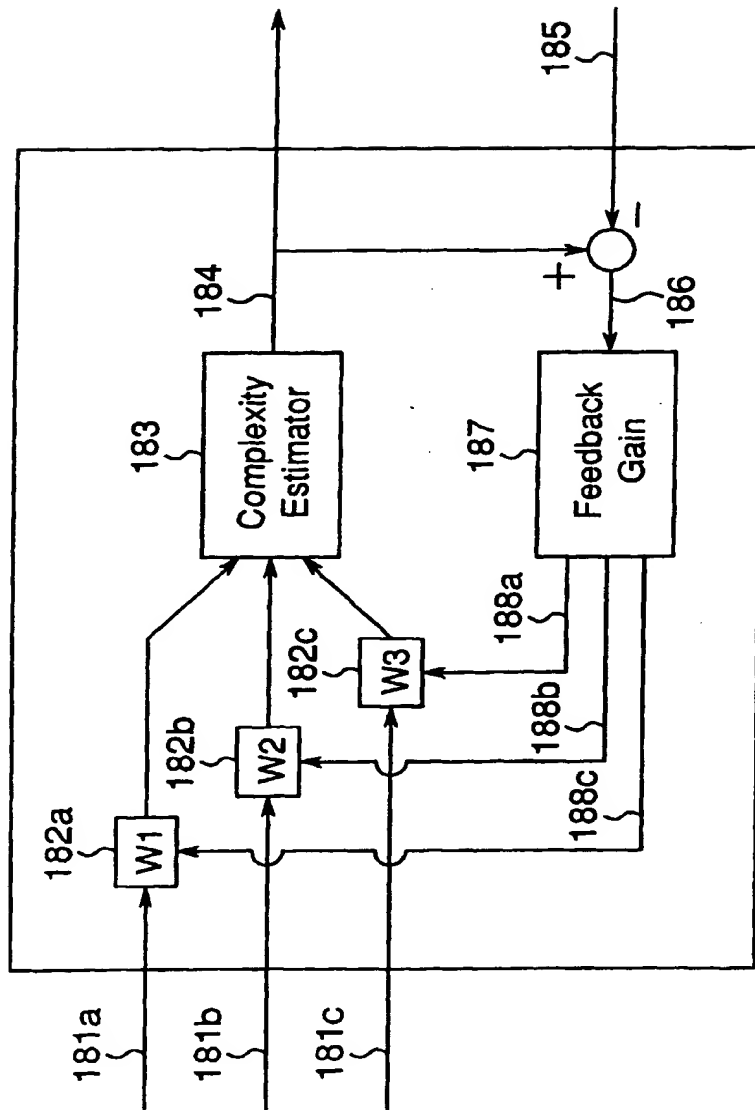 181a
182a
W1
181b
182b
W2
181c
182c
W3
183
Complexity
Estimator
184
185
+
−
186
187
Feedback
Gain
188a
188b
188c